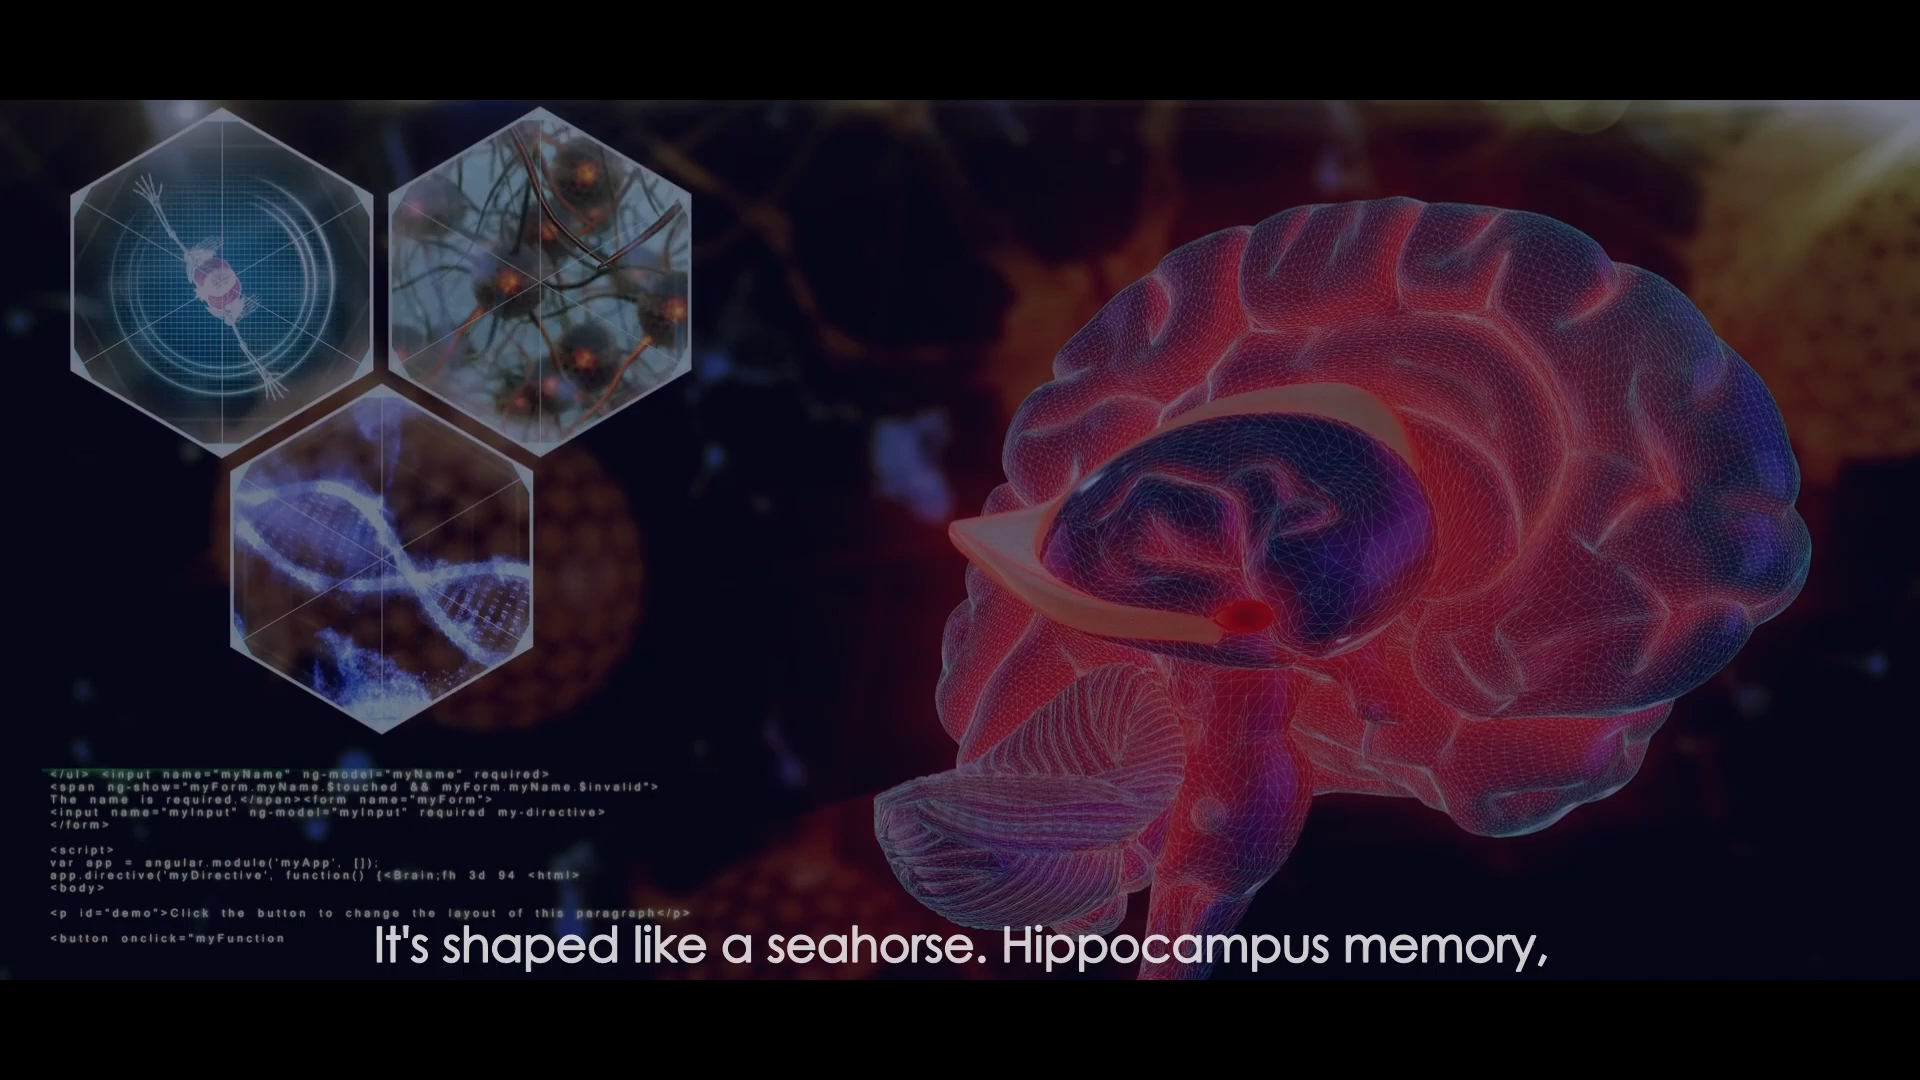 </ul> <input name="myName" ng-model="myName" required>
<span ng-show="myForm.myName.$touched && myForm.myName.$invalid">
The name is required.</span><form name="myForm">
<input name="myInput" ng-model="myInput" required my-directive>
</form>
<script>
var app = angular.module('myApp', []);
app.directive('myDirective', function() {<Brain;fh 3d 94 <html>
<body>
<p id="demo">Click the button to change the layout of this paragraph</p>
<button onclick="myFunction
It's shaped like a seahorse. Hippocampus memory,